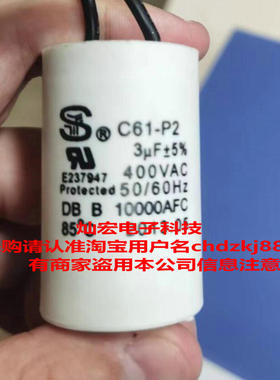 S® C61-P2
3μF±5%
E237947 400VAC
Protected 50/60Hz
DB B 10000AFC
灿宏电子科技
购请认准淘宝用户名chdzkj88
有商家盗用本公司信息注意